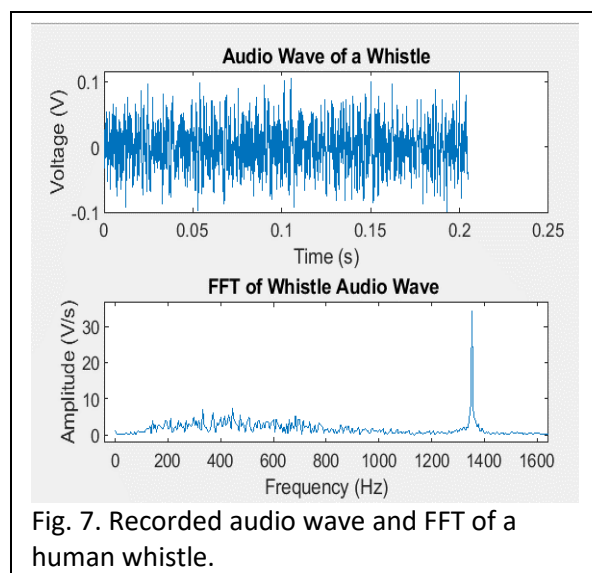 Audio Wave of a Whistle
0.1
0
-0.1
Voltage (V)
0 0.05 0.1 0.15 0.2 0.25
Time (s)
FFT of Whistle Audio Wave
30
20
10
0
Amplitude (V/s)
0 200 400 600 800 1000 1200 1400 1600
Frequency (Hz)
Fig. 7. Recorded audio wave and FFT of a
human whistle.